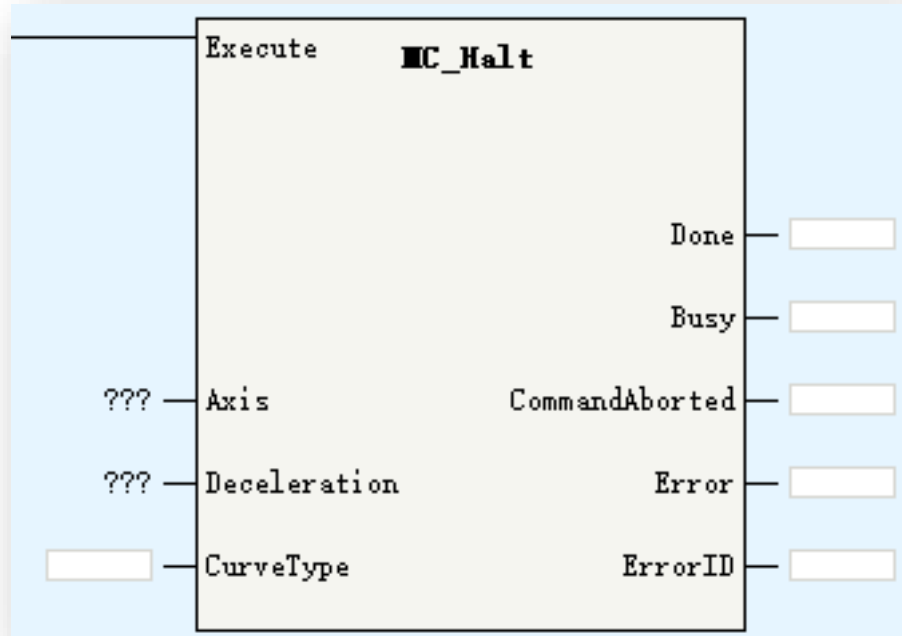 Execute MC_Halt
Done
Busy
??? Axis CommandAborted
??? Deceleration Error
CurveType ErrorID